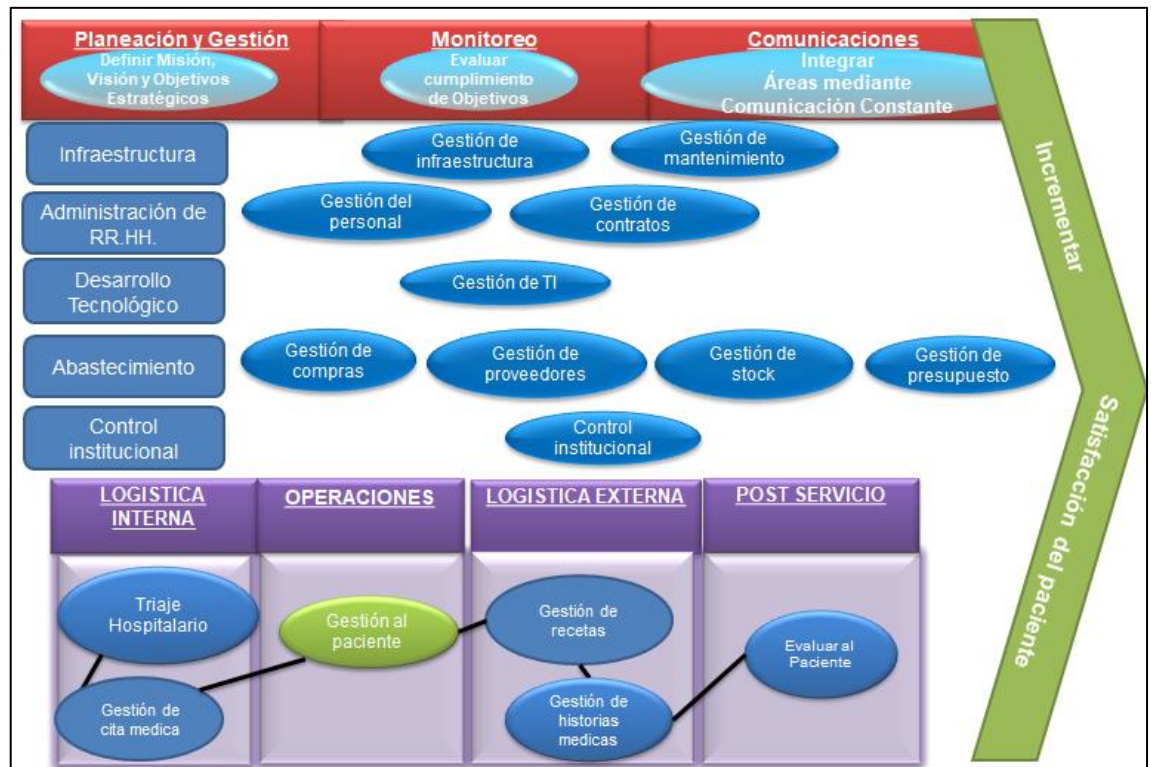 Planeación y Gestión
Definir Misión,
Visión y Objetivos
Estratégicos
Monitoreo
Evaluar
cumplimiento
de Objetivos
Comunicaciones
Integrar
Áreas mediante
Comunicación Constante
Infraestructura
Gestión de
infraestructura
Gestión de
mantenimiento
Administración de
RR.HH.
Gestión del
personal
Gestión de
contratos
Desarrollo
Tecnológico
Gestión de TI
Abastecimiento
Gestión de
compras
Gestión de
proveedores
Gestión de
stock
Gestión de
presupuesto
Control
institucional
Control
institucional
LOGISTICA
INTERNA
OPERACIONES
LOGISTICA EXTERNA
POST SERVICIO
Triaje
Hospitalario
Gestión de
cita medica
Gestión al
paciente
Gestión de
recetas
Gestión de
historias
medicas
Evaluar al
Paciente
Incrementar
Satisfacción del paciente